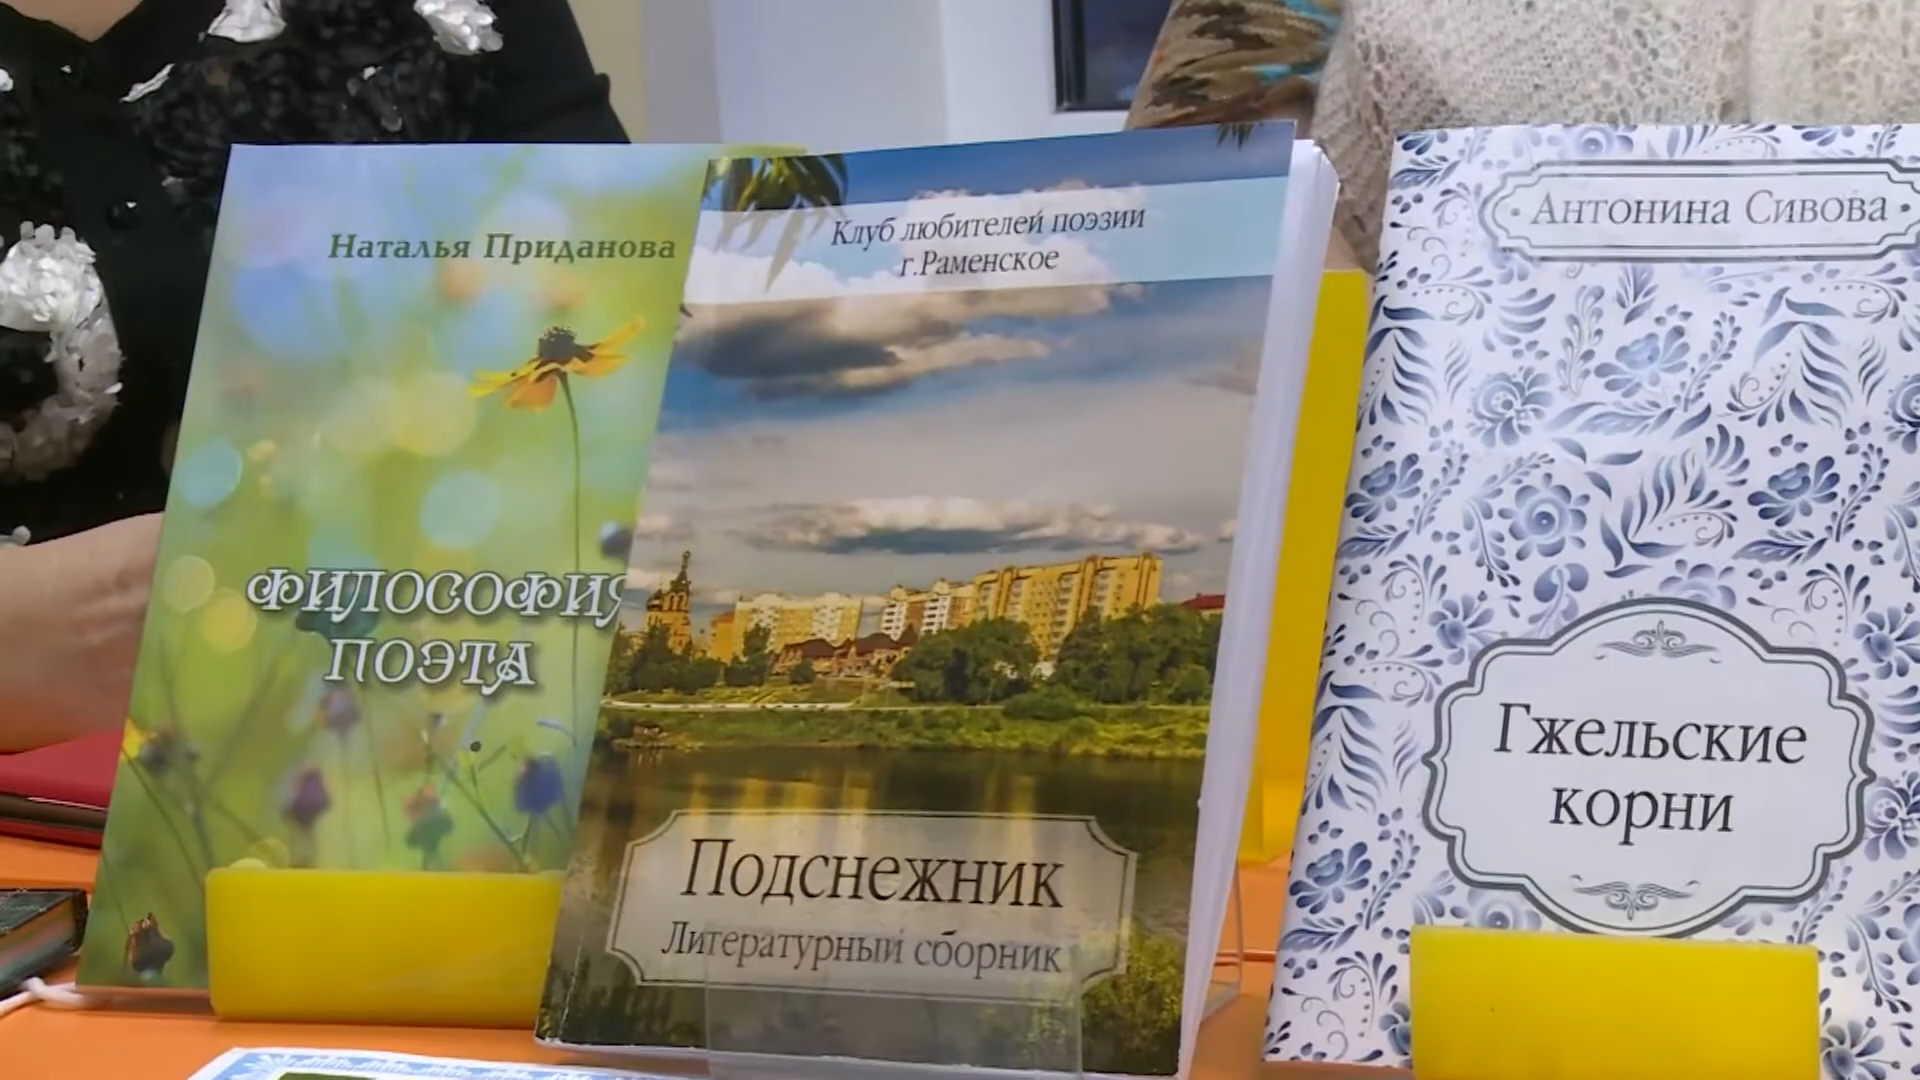 Наталья Приданова
ФИЛОСОФИЯ
ПОЭТА
Клуб любителей поэзии
г.Раменское
Подснежник
Литературный сборник
Антонина Сивова
Гжельские
корни